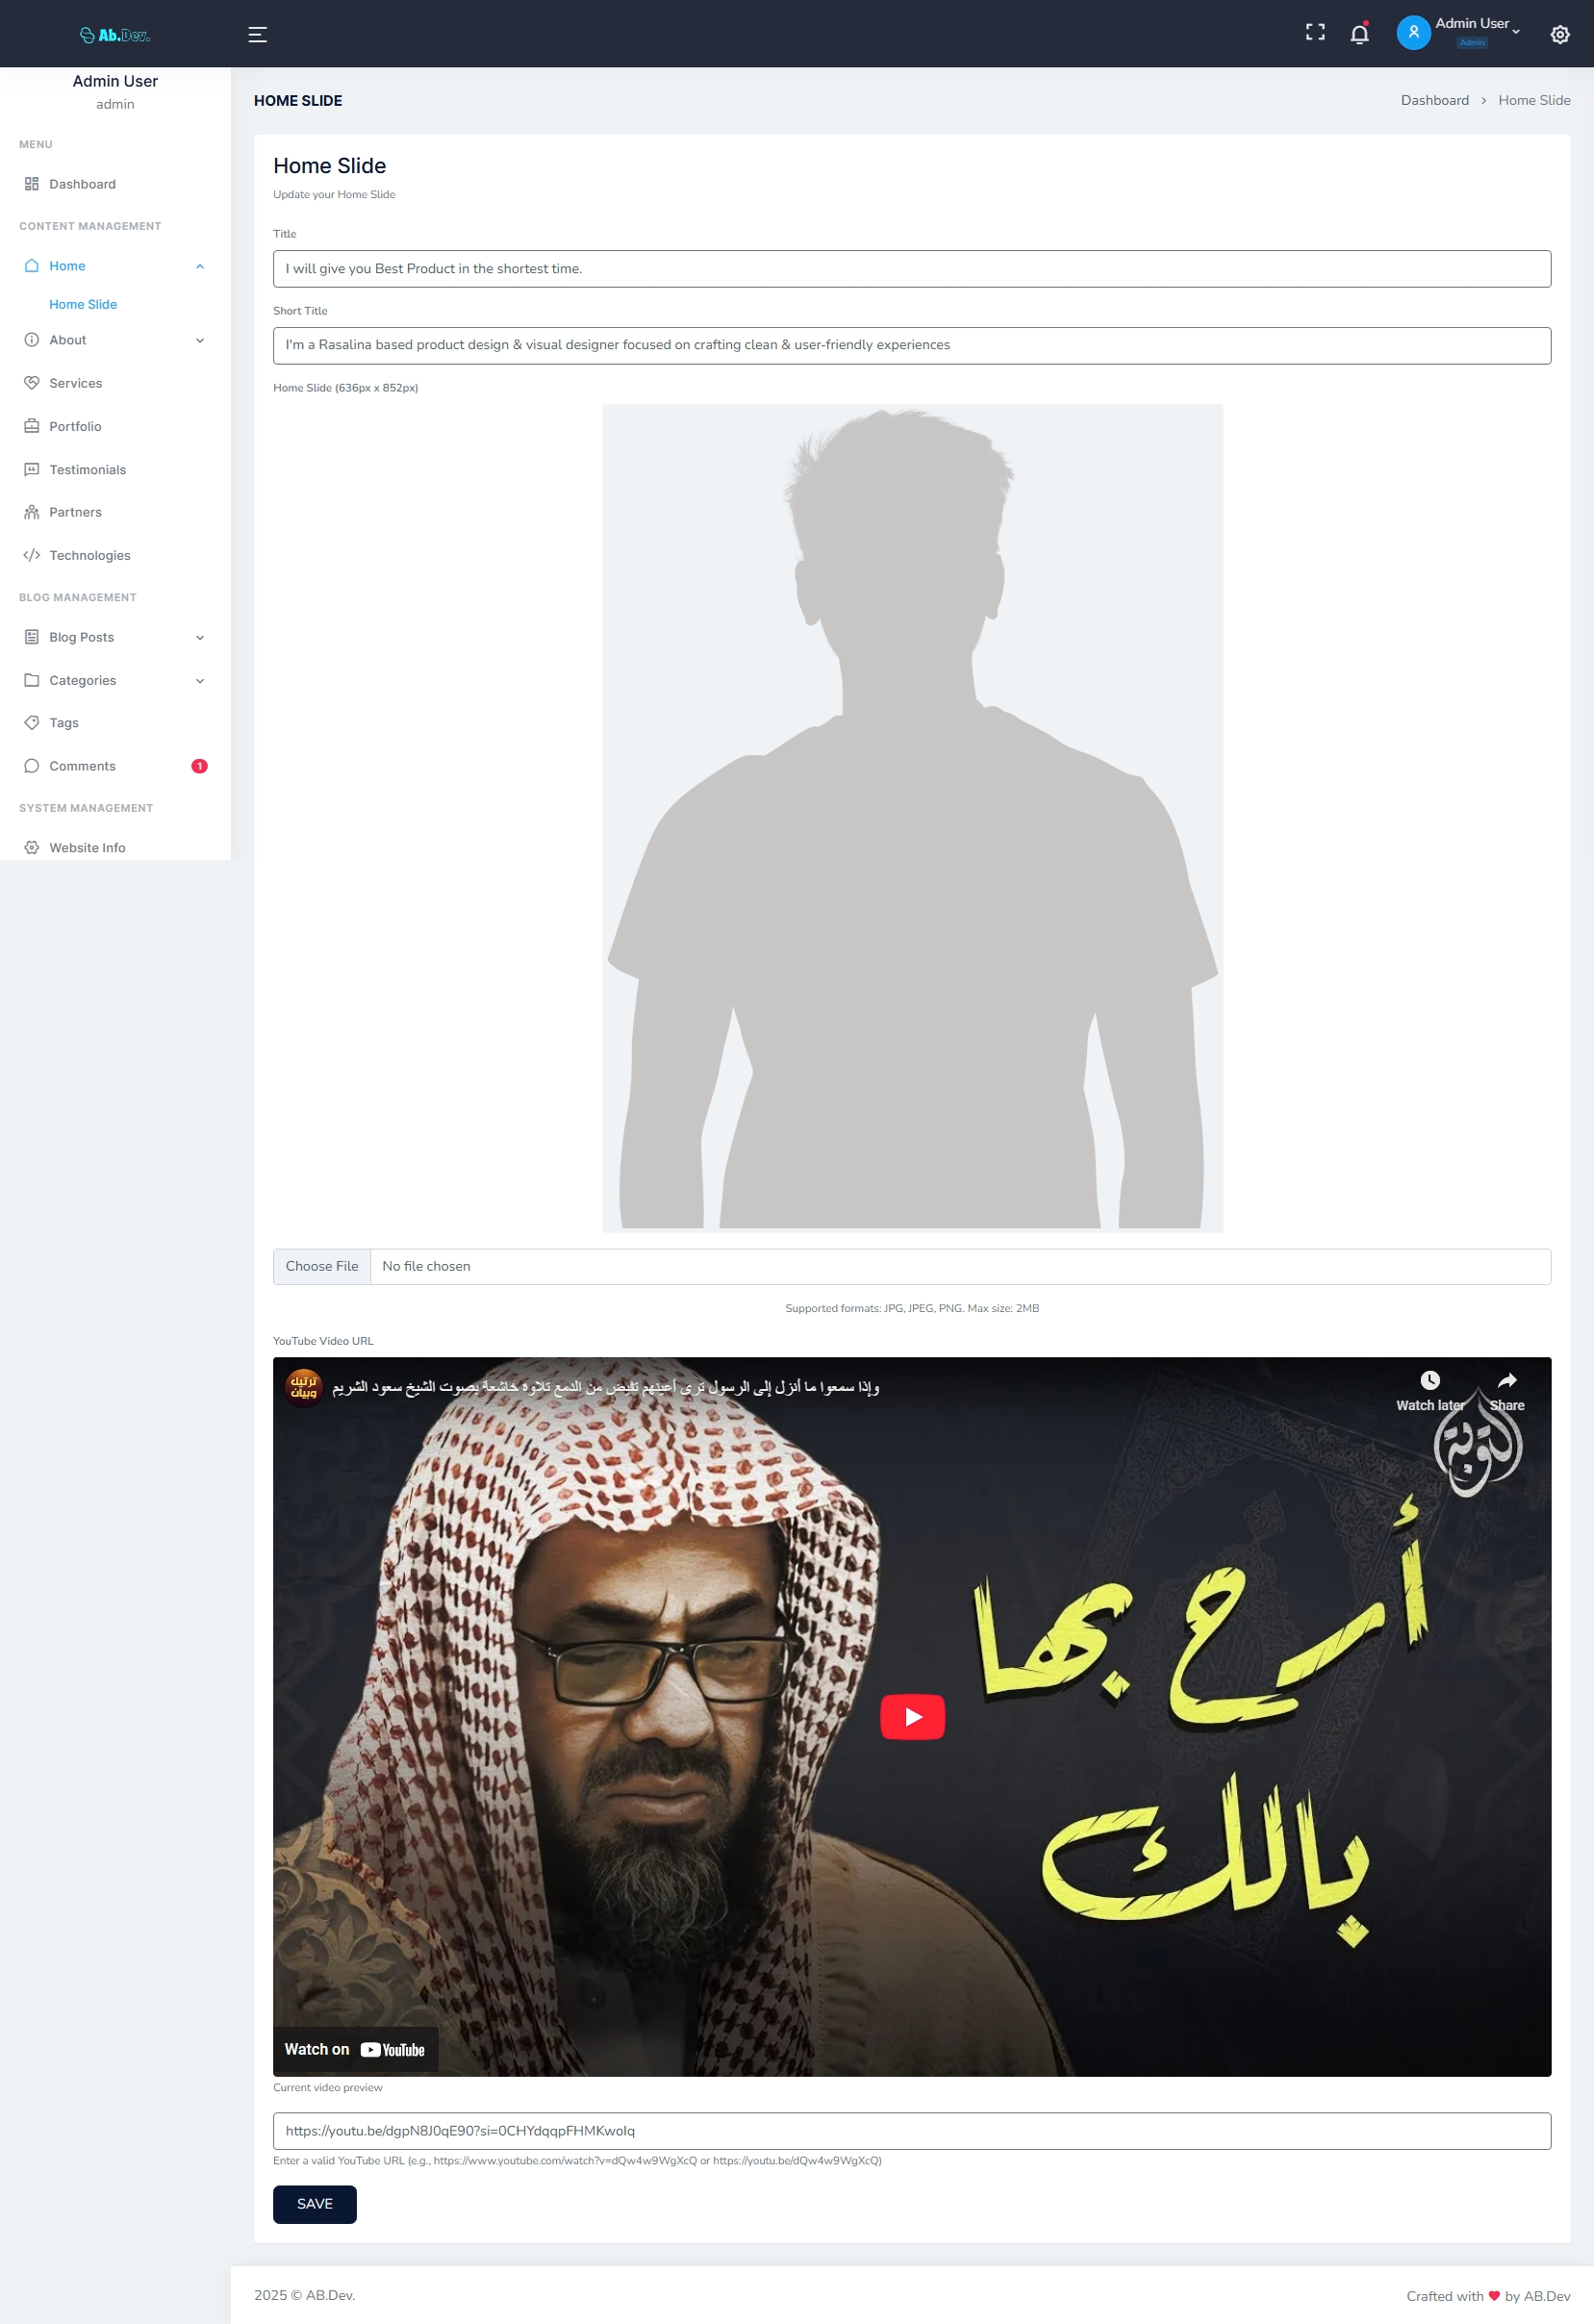 Ab.Dev.
Admin User
Admin
Admin User
admin
MENU
Dashboard
CONTENT MANAGEMENT
Home
Home Slide
About
Services
Portfolio
Testimonials
Partners
Technologies
BLOG MANAGEMENT
Blog Posts
Categories
Tags
Comments
1
SYSTEM MANAGEMENT
Website Info
HOME SLIDE
Dashboard > Home Slide
Home Slide
Update your Home Slide
Title
I will give you Best Product in the shortest time.
Short Title
I'm a Rasalina based product design & visual designer focused on crafting clean & user-friendly experiences
Home Slide (636px x 852px)
Choose File No file chosen
Supported formats: JPG, JPEG, PNG. Max size: 2MB
YouTube Video URL
ترتيل وبيان
وإذا سمعوا ما أنزل إلى الرسول ترى أعينهم تفيض من الدمع تلاوة خاشعة بصوت الشيخ سعود الشريم
Watch later
Share
التوبة
أرح بها
بالك
Watch on YouTube
Current video preview
https://youtu.be/dgpN8J0qE90?si=0CHYdqqpFHMKwoIq
Enter a valid YouTube URL (e.g., https://www.youtube.com/watch?v=dQw4w9WgXcQ or https://youtu.be/dQw4w9WgXcQ)
SAVE
2025 © AB.Dev.
Crafted with ♥ by AB.Dev